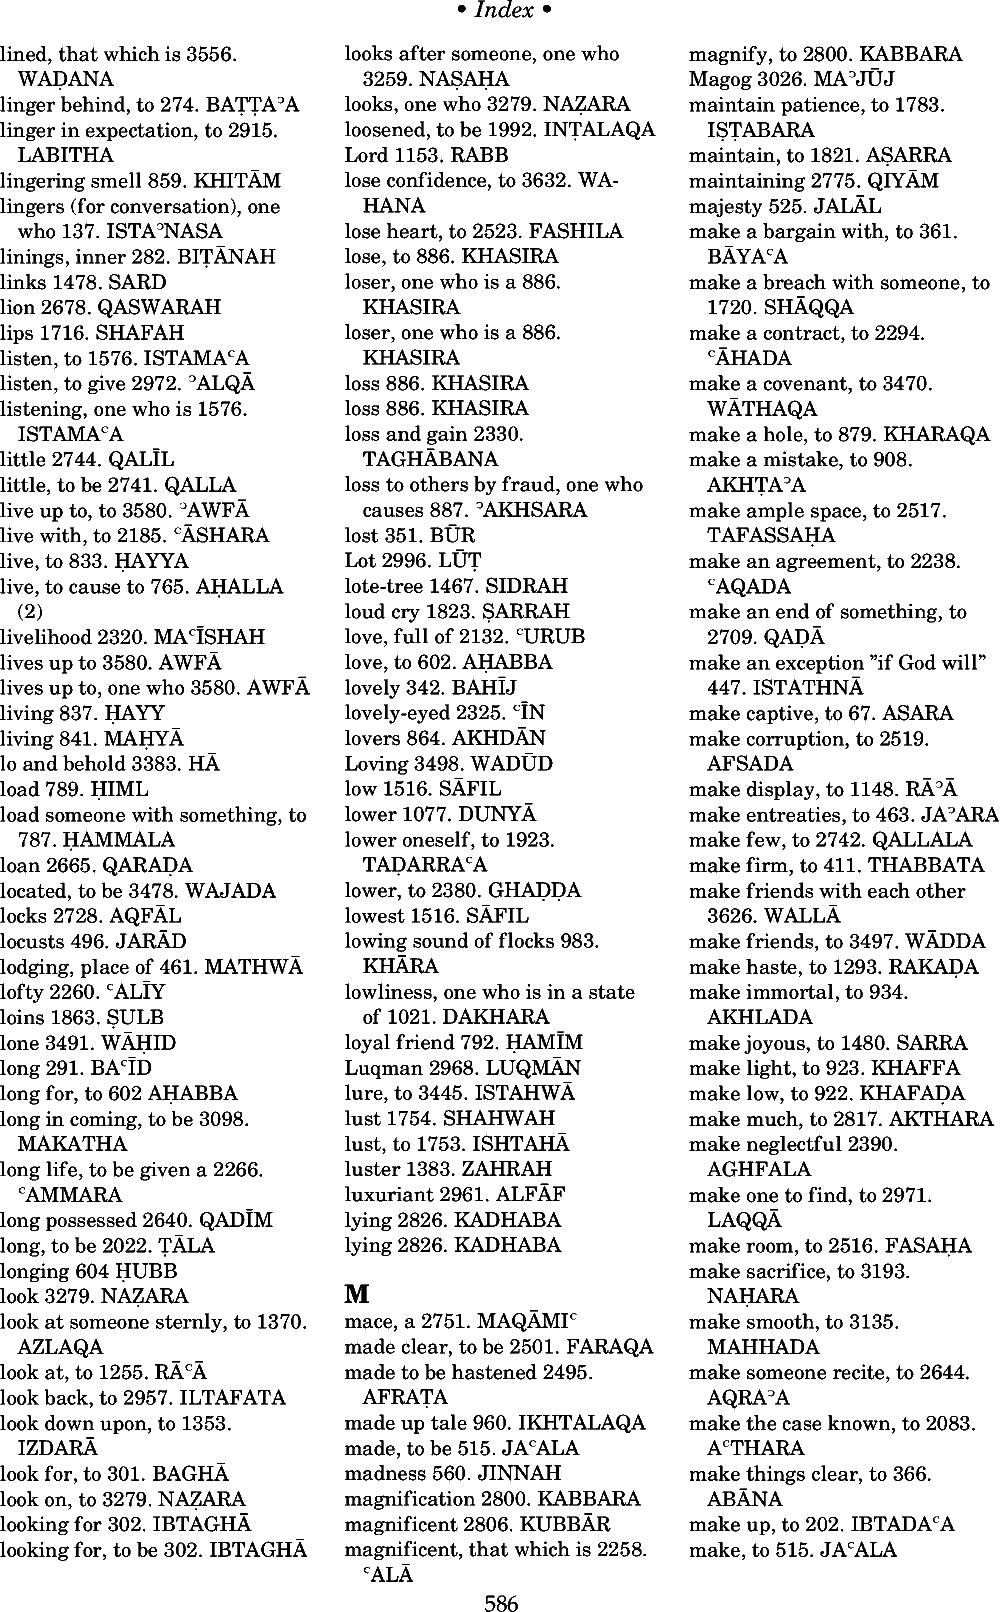 • Index •
lined, that which is 3556.
WAḌANA
linger behind, to 274. BAṬṬAᵓA
linger in expectation, to 2915.
LABITHA
lingering smell 859. KHITĀM
lingers (for conversation), one
who 137. ISTAᵓNASA
linings, inner 282. BIṬĀNAH
links 1478. SARD
lion 2678. QASWARAH
lips 1716. SHAFAH
listen, to 1576. ISTAMAᶜA
listen, to give 2972. ᵓALQĀ
listening, one who is 1576.
ISTAMAᶜA
little 2744. QALĪL
little, to be 2741. QALLA
live up to, to 3580. ᵓAWFĀ
live with, to 2185. ᶜĀSHARA
live, to 833. ḤAYYA
live, to cause to 765. AḤALLA
(2)
livelihood 2320. MAᶜĪSHAH
lives up to 3580. AWFĀ
lives up to, one who 3580. AWFĀ
living 837. ḤAYY
living 841. MAḤYĀ
lo and behold 3383. HĀ
load 789. ḤIML
load someone with something, to
787. ḤAMMALA
loan 2665. QARAḌA
located, to be 3478. WAJADA
locks 2728. AQFĀL
locusts 496. JARĀD
lodging, place of 461. MATHWĀ
lofty 2260. ᶜALĪY
loins 1863. ṢULB
lone 3491. WĀḤID
long 291. BAᶜĪD
long for, to 602 AḤABBA
long in coming, to be 3098.
MAKATHA
long life, to be given a 2266.
ᶜAMMARA
long possessed 2640. QADĪM
long, to be 2022. ṬĀLA
longing 604 ḤUBB
look 3279. NAẒARA
look at someone sternly, to 1370.
AZLAQA
look at, to 1255. RĀᶜĀ
look back, to 2957. ILTAFATA
look down upon, to 1353.
IZDARĀ
look for, to 301. BAGHĀ
look on, to 3279. NAẒARA
looking for 302. IBTAGHĀ
looking for, to be 302. IBTAGHĀ
looks after someone, one who
3259. NAṢAḤA
looks, one who 3279. NAẒARA
loosened, to be 1992. INṬALAQA
Lord 1153. RABB
lose confidence, to 3632. WA-
HANA
lose heart, to 2523. FASHILA
lose, to 886. KHASIRA
loser, one who is a 886.
KHASIRA
loser, one who is a 886.
KHASIRA
loss 886. KHASIRA
loss 886. KHASIRA
loss and gain 2330.
TAGHĀBANA
loss to others by fraud, one who
causes 887. ᵓAKHSARA
lost 351. BŪR
Lot 2996. LŪṬ
lote-tree 1467. SIDRAH
loud cry 1823. ṢARRAH
love, full of 2132. ᶜURUB
love, to 602. AḤABBA
lovely 342. BAHĪJ
lovely-eyed 2325. ᶜĪN
lovers 864. AKHDĀN
Loving 3498. WADŪD
low 1516. SĀFIL
lower 1077. DUNYĀ
lower oneself, to 1923.
TAḌARRAᶜA
lower, to 2380. GHAḌḌA
lowest 1516. SĀFIL
lowing sound of flocks 983.
KHĀRA
lowliness, one who is in a state
of 1021. DAKHARA
loyal friend 792. ḤAMĪM
Luqman 2968. LUQMĀN
lure, to 3445. ISTAHWĀ
lust 1754. SHAHWAH
lust, to 1753. ISHTAHĀ
luster 1383. ZAHRAH
luxuriant 2961. ALFĀF
lying 2826. KADHABA
lying 2826. KADHABA
M
mace, a 2751. MAQĀMIᶜ
made clear, to be 2501. FARAQA
made to be hastened 2495.
AFRAṬA
made up tale 960. IKHTALAQA
made, to be 515. JAᶜALA
madness 560. JINNAH
magnification 2800. KABBARA
magnificent 2806. KUBBĀR
magnificent, that which is 2258.
ᶜALĀ
magnify, to 2800. KABBARA
Magog 3026. MAᵓJŪJ
maintain patience, to 1783.
IṢṬABARA
maintain, to 1821. AṢARRA
maintaining 2775. QIYĀM
majesty 525. JALĀL
make a bargain with, to 361.
BĀYAᶜA
make a breach with someone, to
1720. SHĀQQA
make a contract, to 2294.
ᶜĀHADA
make a covenant, to 3470.
WĀTHAQA
make a hole, to 879. KHARAQA
make a mistake, to 908.
AKHṬAᵓA
make ample space, to 2517.
TAFASSAḤA
make an agreement, to 2238.
ᶜAQADA
make an end of something, to
2709. QAḌĀ
make an exception ”if God will”
447. ISTATHNĀ
make captive, to 67. ASARA
make corruption, to 2519.
AFSADA
make display, to 1148. RĀᵓĀ
make entreaties, to 463. JAᵓARA
make few, to 2742. QALLALA
make firm, to 411. THABBATA
make friends with each other
3626. WALLĀ
make friends, to 3497. WĀDDA
make haste, to 1293. RAKAḌA
make immortal, to 934.
AKHLADA
make joyous, to 1480. SARRA
make light, to 923. KHAFFA
make low, to 922. KHAFAḌA
make much, to 2817. AKTHARA
make neglectful 2390.
AGHFALA
make one to find, to 2971.
LAQQĀ
make room, to 2516. FASAḤA
make sacrifice, to 3193.
NAḤARA
make smooth, to 3135.
MAHHADA
make someone recite, to 2644.
AQRAᵓA
make the case known, to 2083.
AᶜTHARA
make things clear, to 366.
ABĀNA
make up, to 202. IBTADAᶜA
make, to 515. JAᶜALA
586